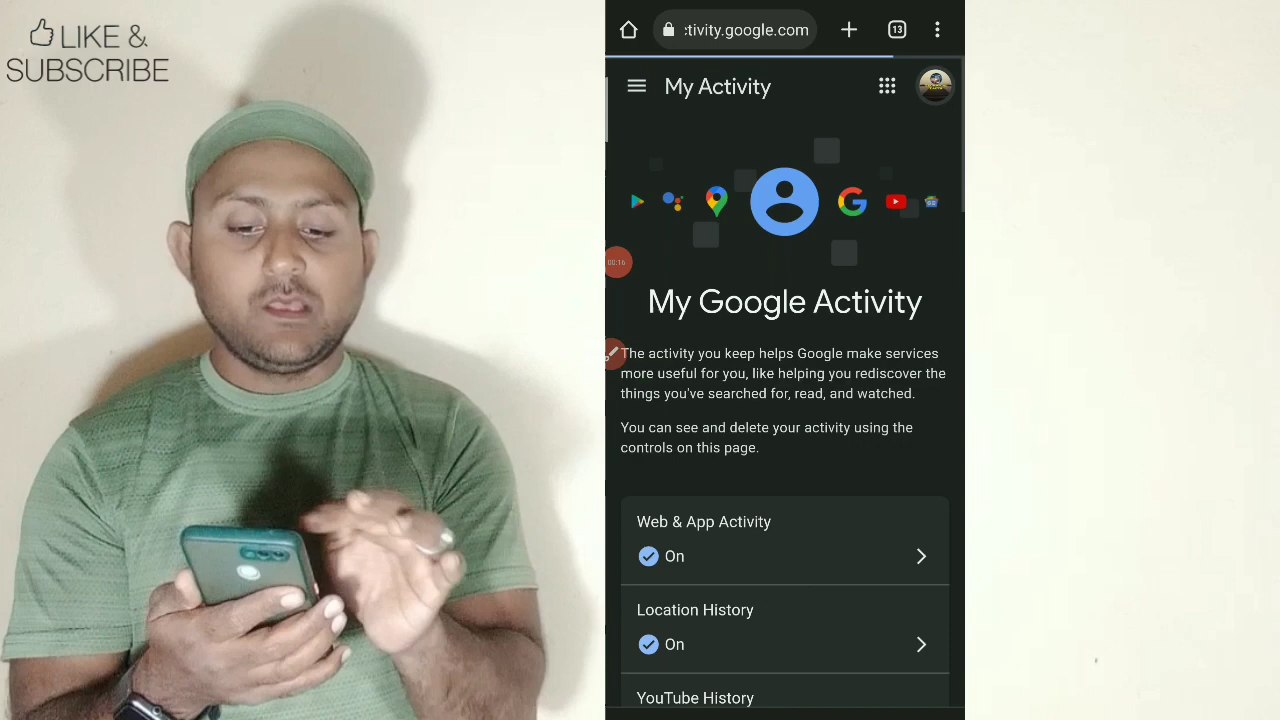 LIKE &
SUBSCRIBE
:tivity.google.com
13
My Activity
00:16
My Google Activity
The activity you keep helps Google make services
more useful for you, like helping you rediscover the
things you've searched for, read, and watched.
You can see and delete your activity using the
controls on this page.
Web & App Activity
On
Location History
On
YouTube History